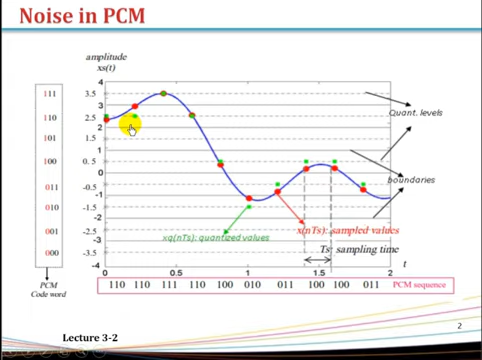 Noise in PCM
amplitude
xs(t)
4
3.5
3
2.5
2
1.5
1
0.5
0
-0.5
-1
-1.5
-2
-2.5
-3
-3.5
-4
111
110
101
100
011
010
001
000
PCM
Code word
Quant. levels
boundaries
xq(nTs): quantized values
x(nTs): sampled values
Ts: sampling time
0 0.5 1 1.5 2 t
110 110 111 110 100 010 011 100 100 011 PCM sequence
2
Lecture 3-2